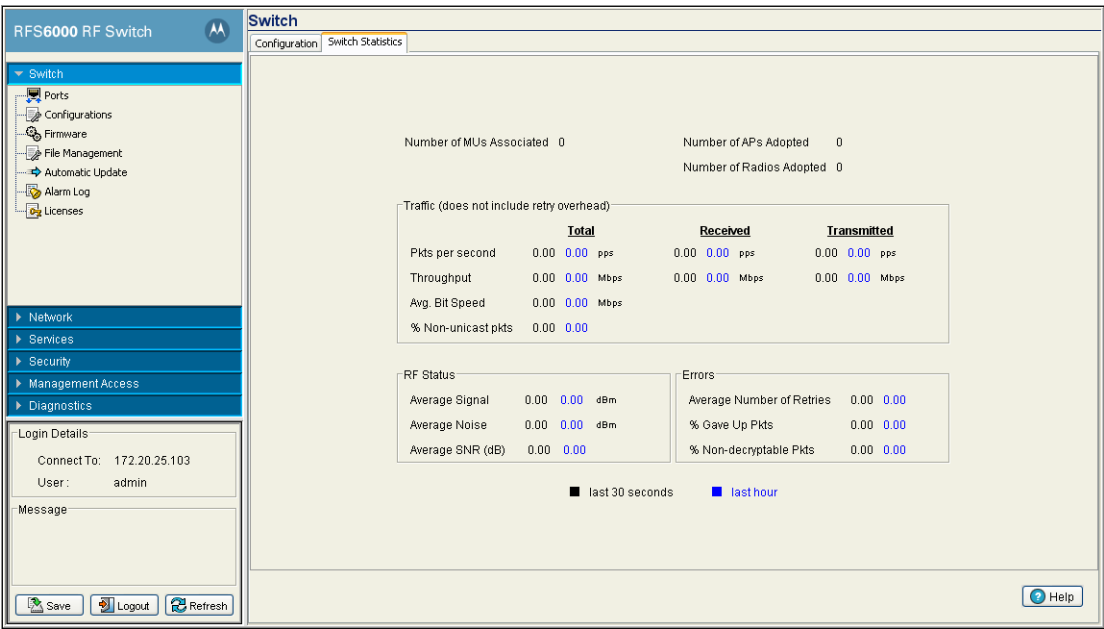 RFS6000 RF Switch
Switch
Ports
Configurations
Firmware
File Management
Automatic Update
Alarm Log
Licenses
Network
Services
Security
Management Access
Diagnostics
Login Details
Connect To: 172.20.25.103
User : admin
Message
Save Logout Refresh
Switch
Configuration Switch Statistics
Number of MUs Associated 0 Number of APs Adopted 0
Number of Radios Adopted 0
Traffic (does not include retry overhead)
Total Received Transmitted
Pkts per second 0.00 0.00 pps 0.00 0.00 pps 0.00 0.00 pps
Throughput 0.00 0.00 Mbps 0.00 0.00 Mbps 0.00 0.00 Mbps
Avg. Bit Speed 0.00 0.00 Mbps
% Non-unicast pkts 0.00 0.00
RF Status
Average Signal 0.00 0.00 dBm
Average Noise 0.00 0.00 dBm
Average SNR (dB) 0.00 0.00
Errors
Average Number of Retries 0.00 0.00
% Gave Up Pkts 0.00 0.00
% Non-decryptable Pkts 0.00 0.00
last 30 seconds last hour
Help